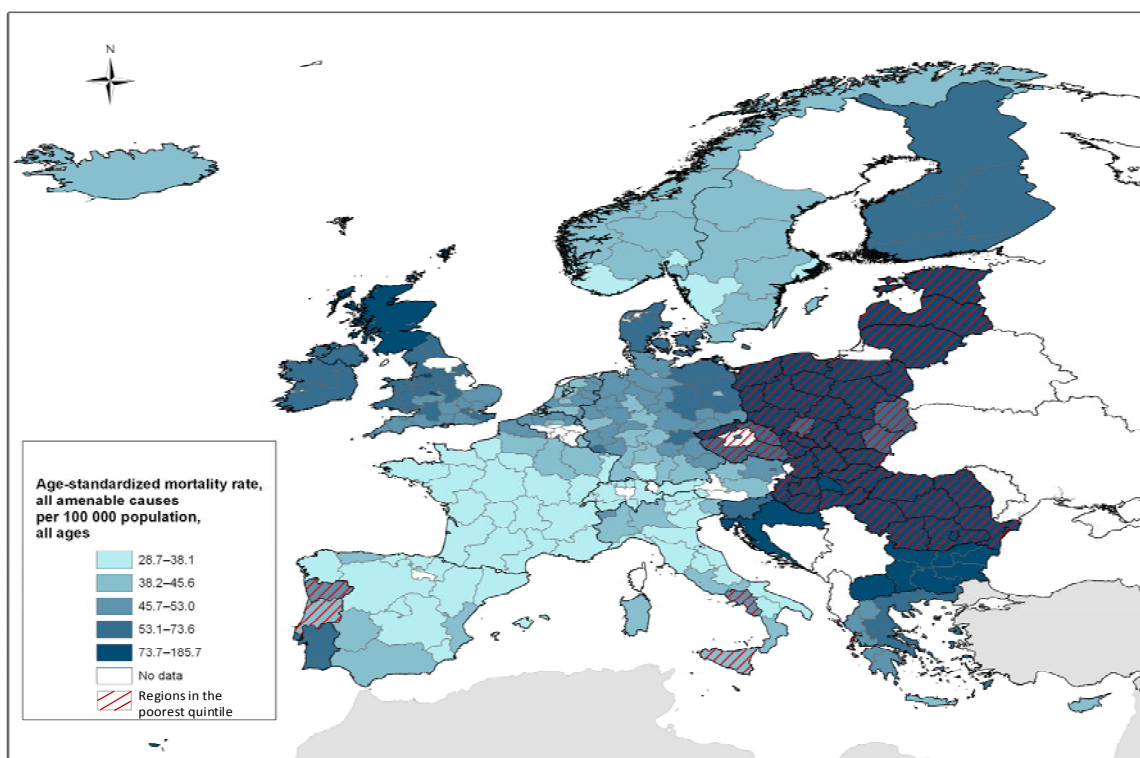 N
Age-standardized mortality rate,
all amenable causes
per 100 000 population,
all ages
28.7–38.1
38.2–45.6
45.7–53.0
53.1–73.6
73.7–185.7
No data
Regions in the
poorest quintile